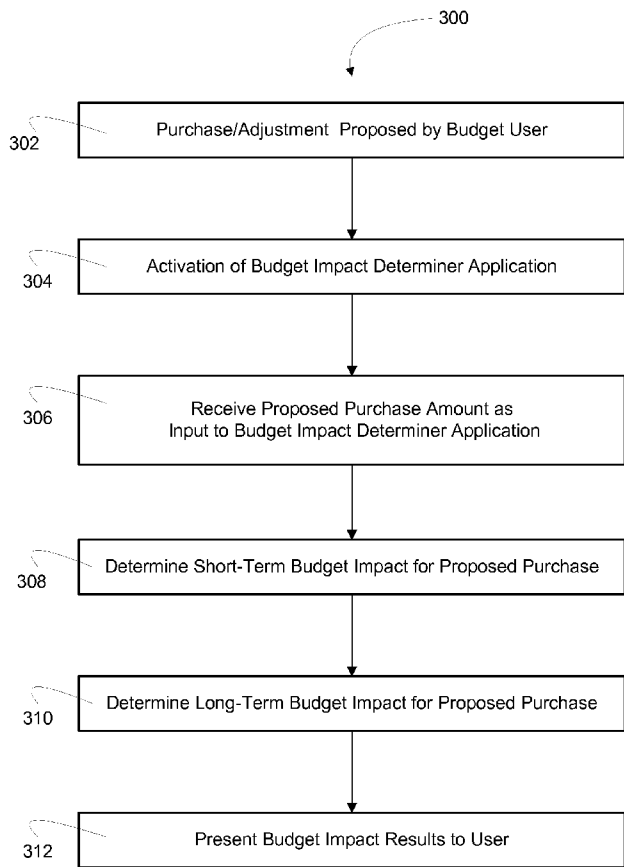 300
Purchase/Adjustment Proposed by Budget User
302
Activation of Budget Impact Determiner Application
304
Receive Proposed Purchase Amount as
Input to Budget Impact Determiner Application
306
Determine Short-Term Budget Impact for Proposed Purchase
308
Determine Long-Term Budget Impact for Proposed Purchase
310
Present Budget Impact Results to User
312